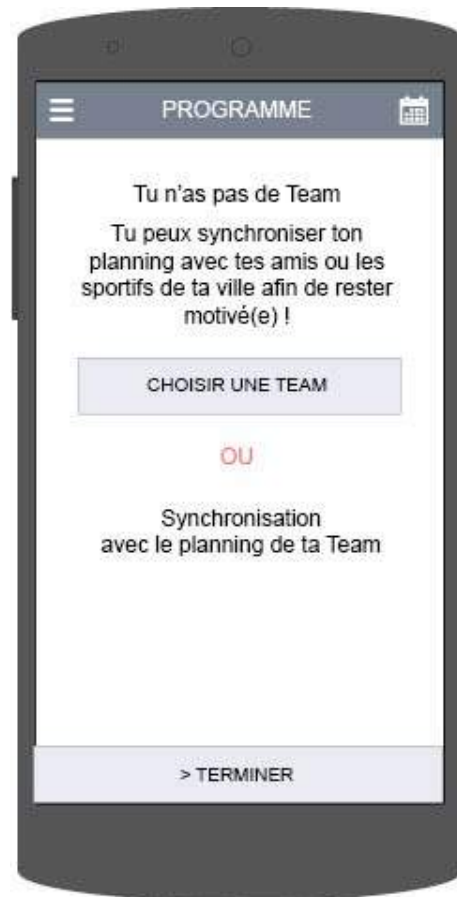 PROGRAMME
Tu n'as pas de Team
Tu peux synchroniser ton
planning avec tes amis ou les
sportifs de ta ville afin de rester
motivé(e) !
CHOISIR UNE TEAM
OU
Synchronisation
avec le planning de ta Team
> TERMINER